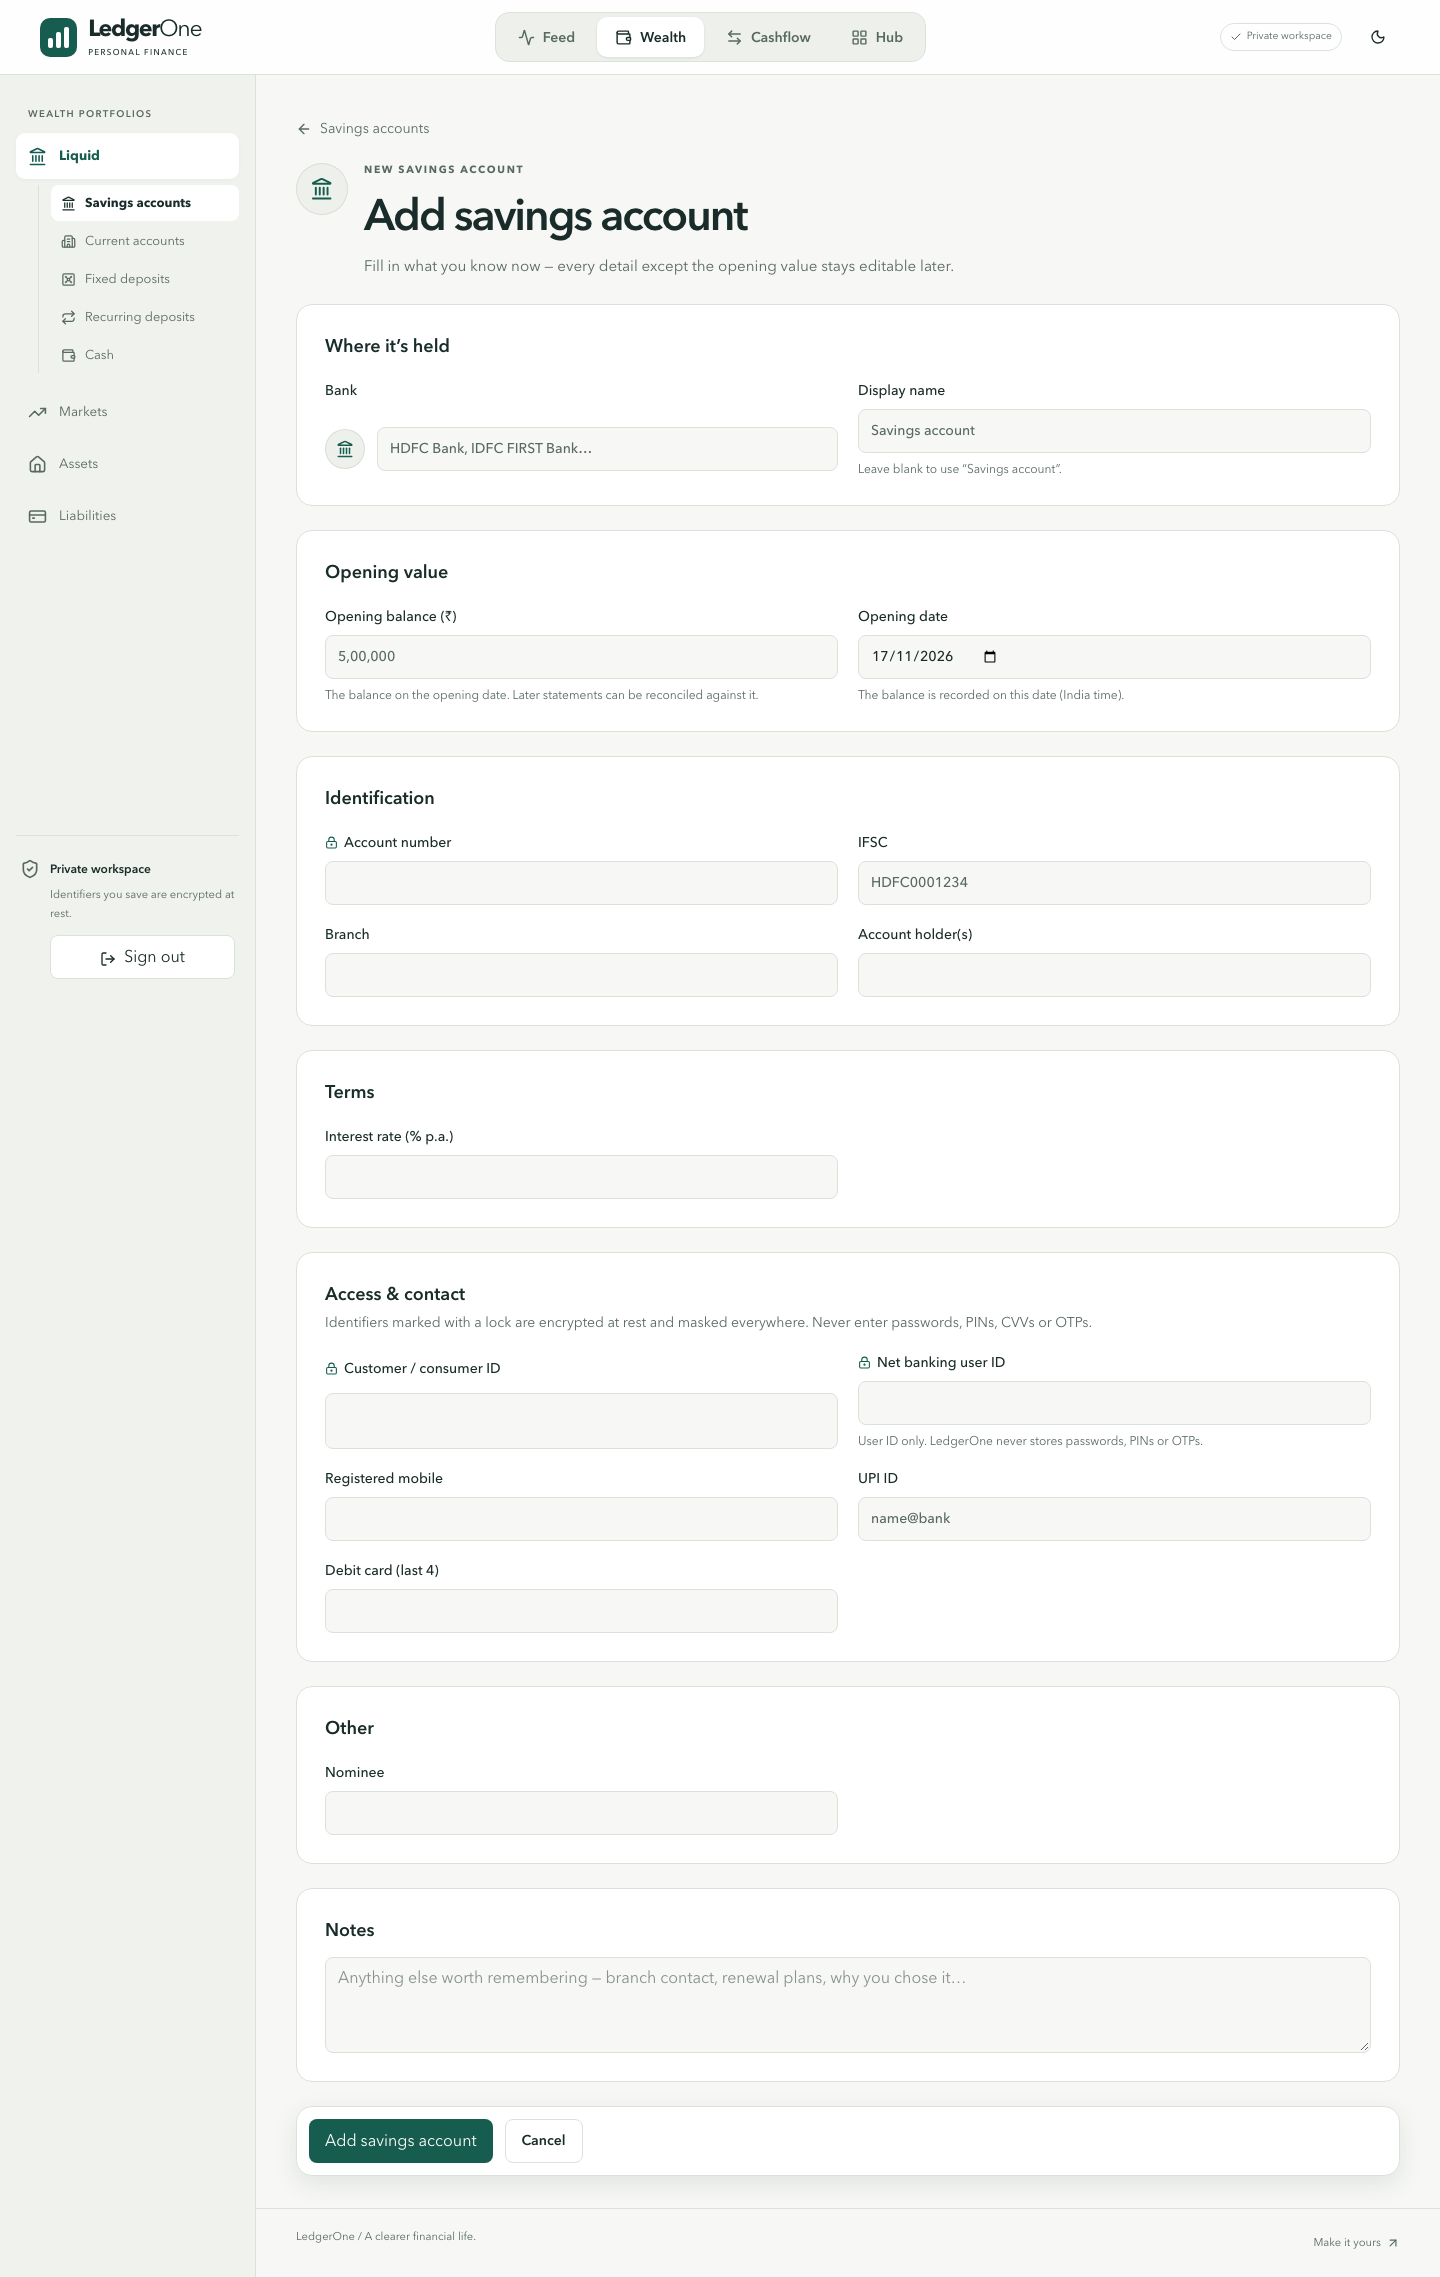 LedgerOne
PERSONAL FINANCE
Feed
Wealth
Cashflow
Hub
Private workspace
WEALTH PORTFOLIOS
Liquid
Savings accounts
Current accounts
Fixed deposits
Recurring deposits
Cash
Markets
Assets
Liabilities
Private workspace
Identifiers you save are encrypted at
rest.
Sign out
Savings accounts
NEW SAVINGS ACCOUNT
Add savings account
Fill in what you know now – every detail except the opening value stays editable later.
Where it’s held
Bank
HDFC Bank, IDFC FIRST Bank…
Display name
Savings account
Leave blank to use “Savings account”.
Opening value
Opening balance (₹)
5,00,000
The balance on the opening date. Later statements can be reconciled against it.
Opening date
17/11/2026
The balance is recorded on this date (India time).
Identification
Account number
IFSC
HDFC0001234
Branch
Account holder(s)
Terms
Interest rate (% p.a.)
Access & contact
Identifiers marked with a lock are encrypted at rest and masked everywhere. Never enter passwords, PINs, CVVs or OTPs.
Customer / consumer ID
Net banking user ID
User ID only. LedgerOne never stores passwords, PINs or OTPs.
Registered mobile
UPI ID
name@bank
Debit card (last 4)
Other
Nominee
Notes
Anything else worth remembering – branch contact, renewal plans, why you chose it…
Add savings account
Cancel
LedgerOne / A clearer financial life.
Make it yours